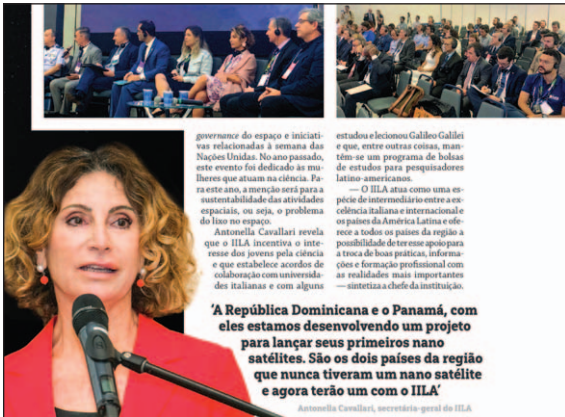 governance do espaço e iniciati-
vas relacionadas à semana das
Nações Unidas. No ano passado,
este evento foi dedicado às mu-
lheres que atuam na ciência. Pa-
ra este ano, a menção será para a
sustentabilidade das atividades
espaciais, ou seja, o problema
do lixo no espaço.
Antonella Cavallari revela
que o IILA incentiva o inte-
resse dos jovens pela ciência
e que estabelece acordos de
colaboração com universida-
des italianas e com alguns
estudou e lecionou Galileo Galilei
e que, entre outras coisas, man-
têm-se um programa de bolsas
de estudos para pesquisadores
latino-americanos.
— O IILA atua como uma es-
pécie de intermediário entre a ex-
celência italiana e internacional e
os países da América Latina e ofe-
rece a todos os países da região a
possibilidade de ter esse apoio para
a troca de boas práticas, informa-
ções e formação profissional com
as realidades mais importantes
— sintetiza a chefe da instituição.
‘A República Dominicana e o Panamá, com
eles estamos desenvolvendo um projeto
para lançar seus primeiros nano
satélites. São os dois países da região
que nunca tiveram um nano satélite
e agora terão um com o IILA’
Antonella Cavallari, secretária-geral do IILA